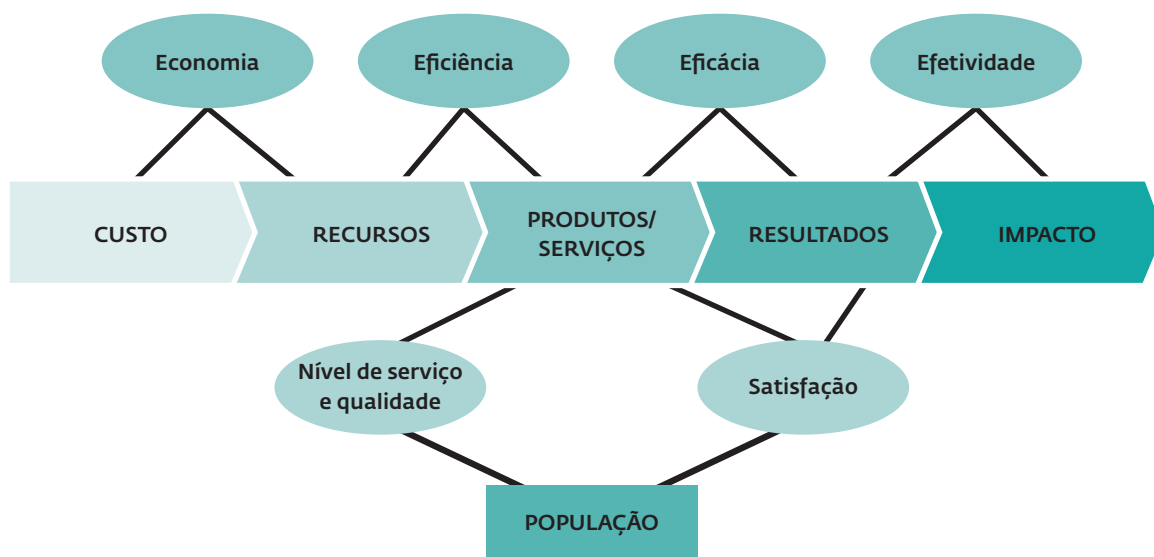 Economia
Eficiência
Eficácia
Efetividade
CUSTO
RECURSOS
PRODUTOS/
SERVIÇOS
RESULTADOS
IMPACTO
Nível de serviço
e qualidade
Satisfação
POPULAÇÃO